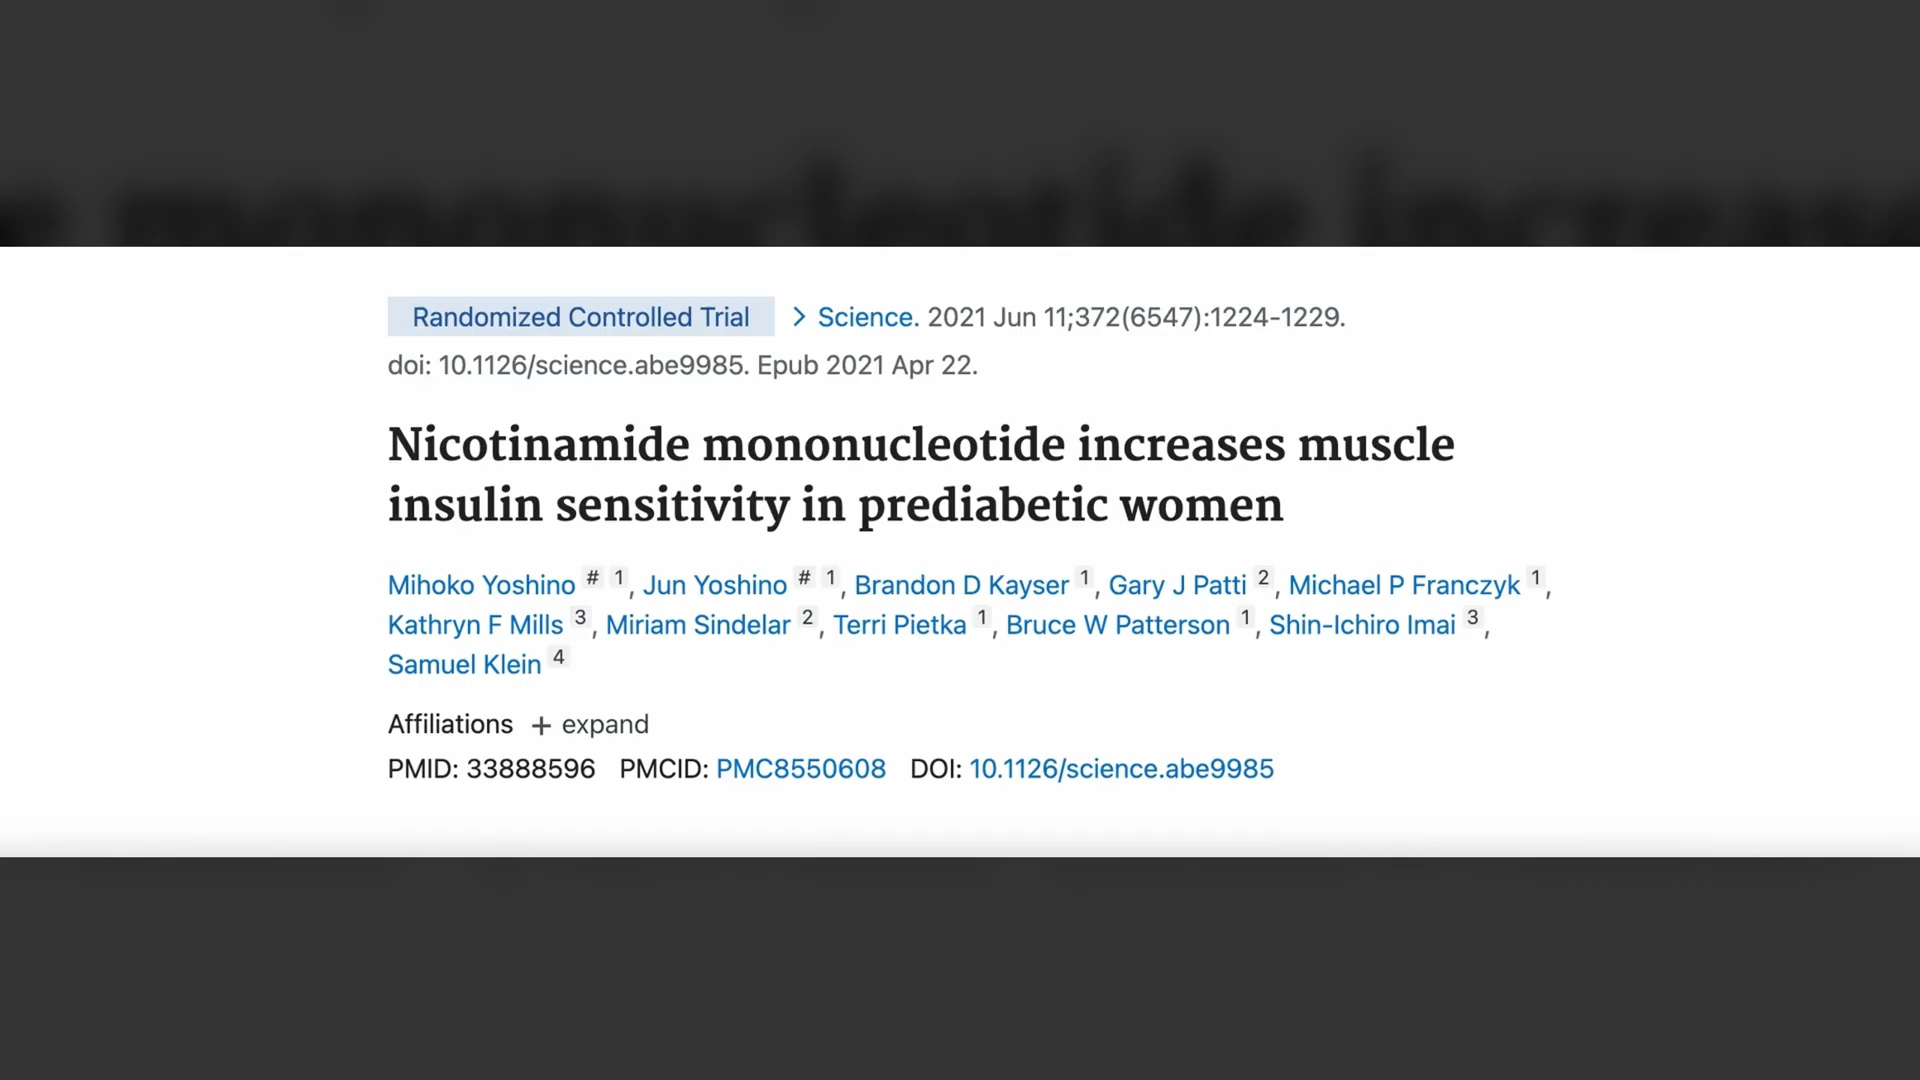 Randomized Controlled Trial > Science. 2021 Jun 11;372(6547):1224-1229.
doi: 10.1126/science.abe9985. Epub 2021 Apr 22.
Nicotinamide mononucleotide increases muscle
insulin sensitivity in prediabetic women
Mihoko Yoshino # 1, Jun Yoshino # 1, Brandon D Kayser 1, Gary J Patti 2, Michael P Franczyk 1,
Kathryn F Mills 3, Miriam Sindelar 2, Terri Pietka 1, Bruce W Patterson 1, Shin-Ichiro Imai 3,
Samuel Klein 4
Affiliations + expand
PMID: 33888596 PMCID: PMC8550608 DOI: 10.1126/science.abe9985